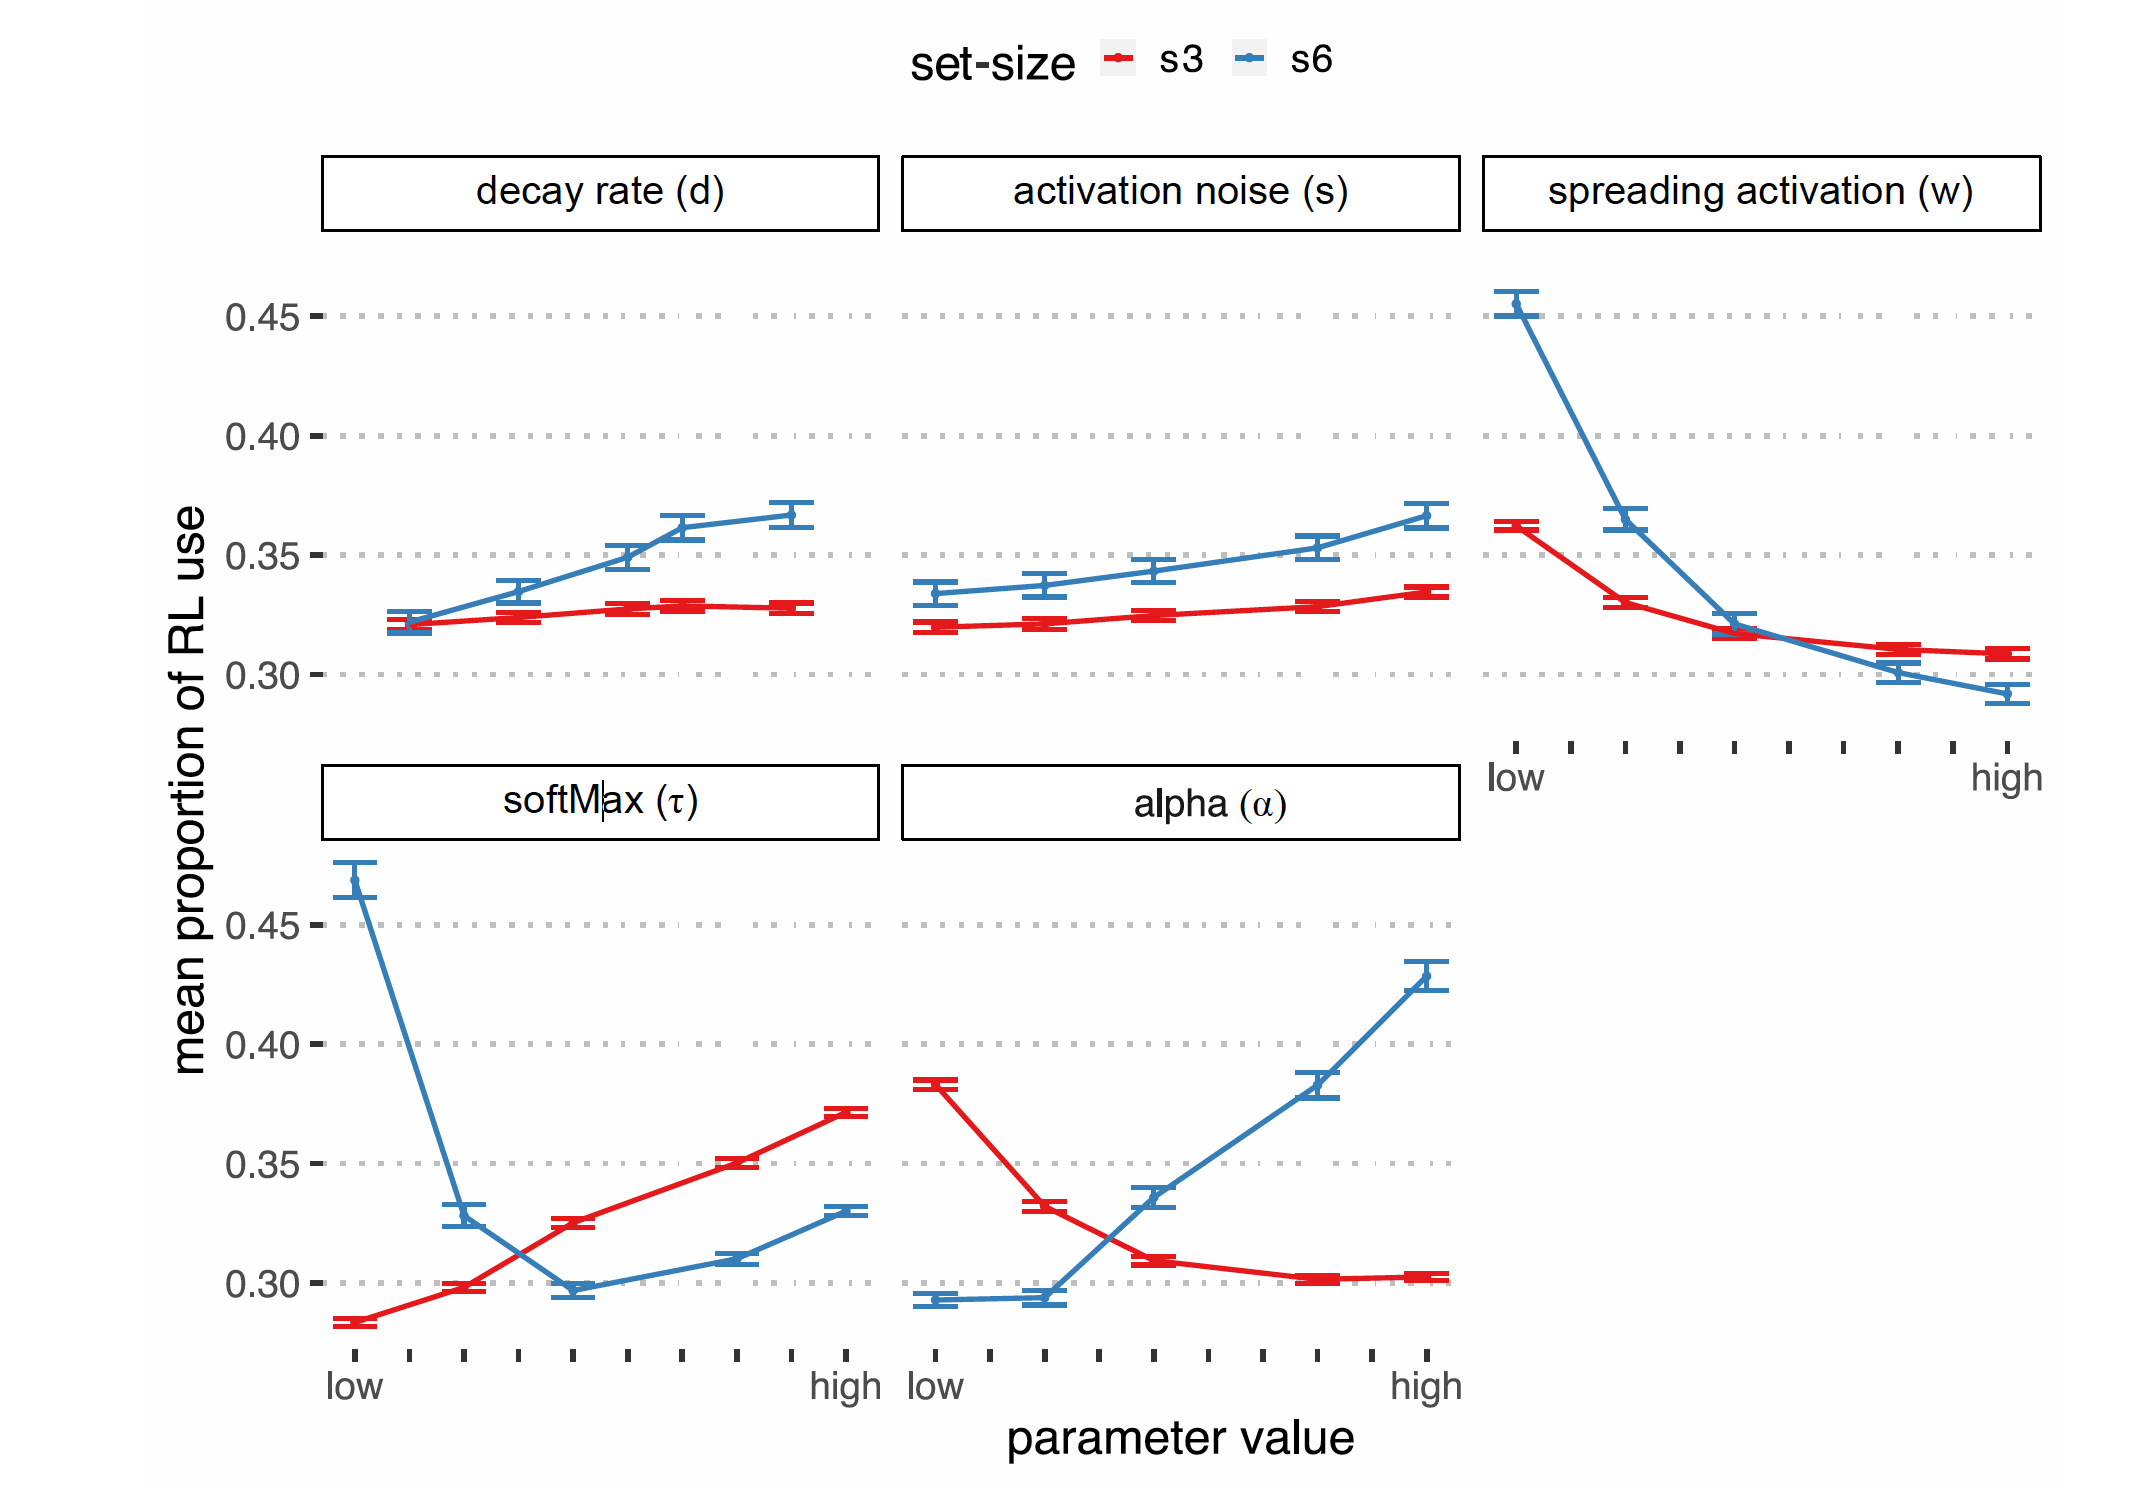 set-size s3 s6
decay rate (d) activation noise (s) spreading activation (w)
0.45
0.40
0.35
0.30
low high
softMax (τ) alpha (α)
0.45
0.40
0.35
0.30
low high low high
mean proportion of RL use
parameter value